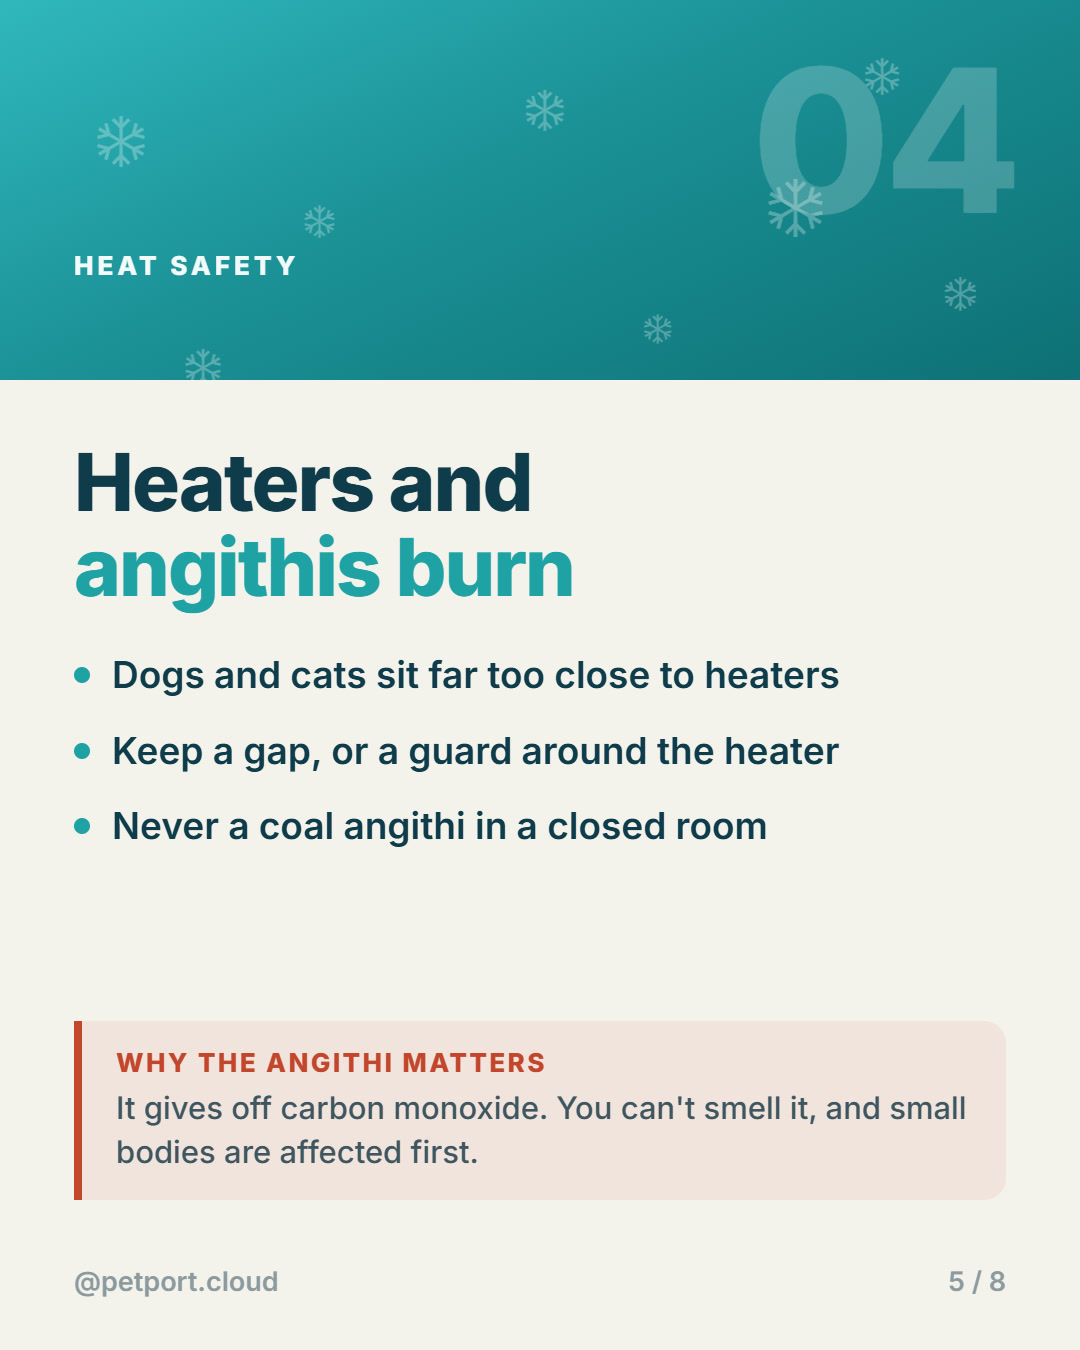 04
HEAT SAFETY
Heaters and
angithis burn
Dogs and cats sit far too close to heaters
Keep a gap, or a guard around the heater
Never a coal angithi in a closed room
WHY THE ANGITHI MATTERS
It gives off carbon monoxide. You can't smell it, and small
bodies are affected first.
@petport.cloud
5 / 8